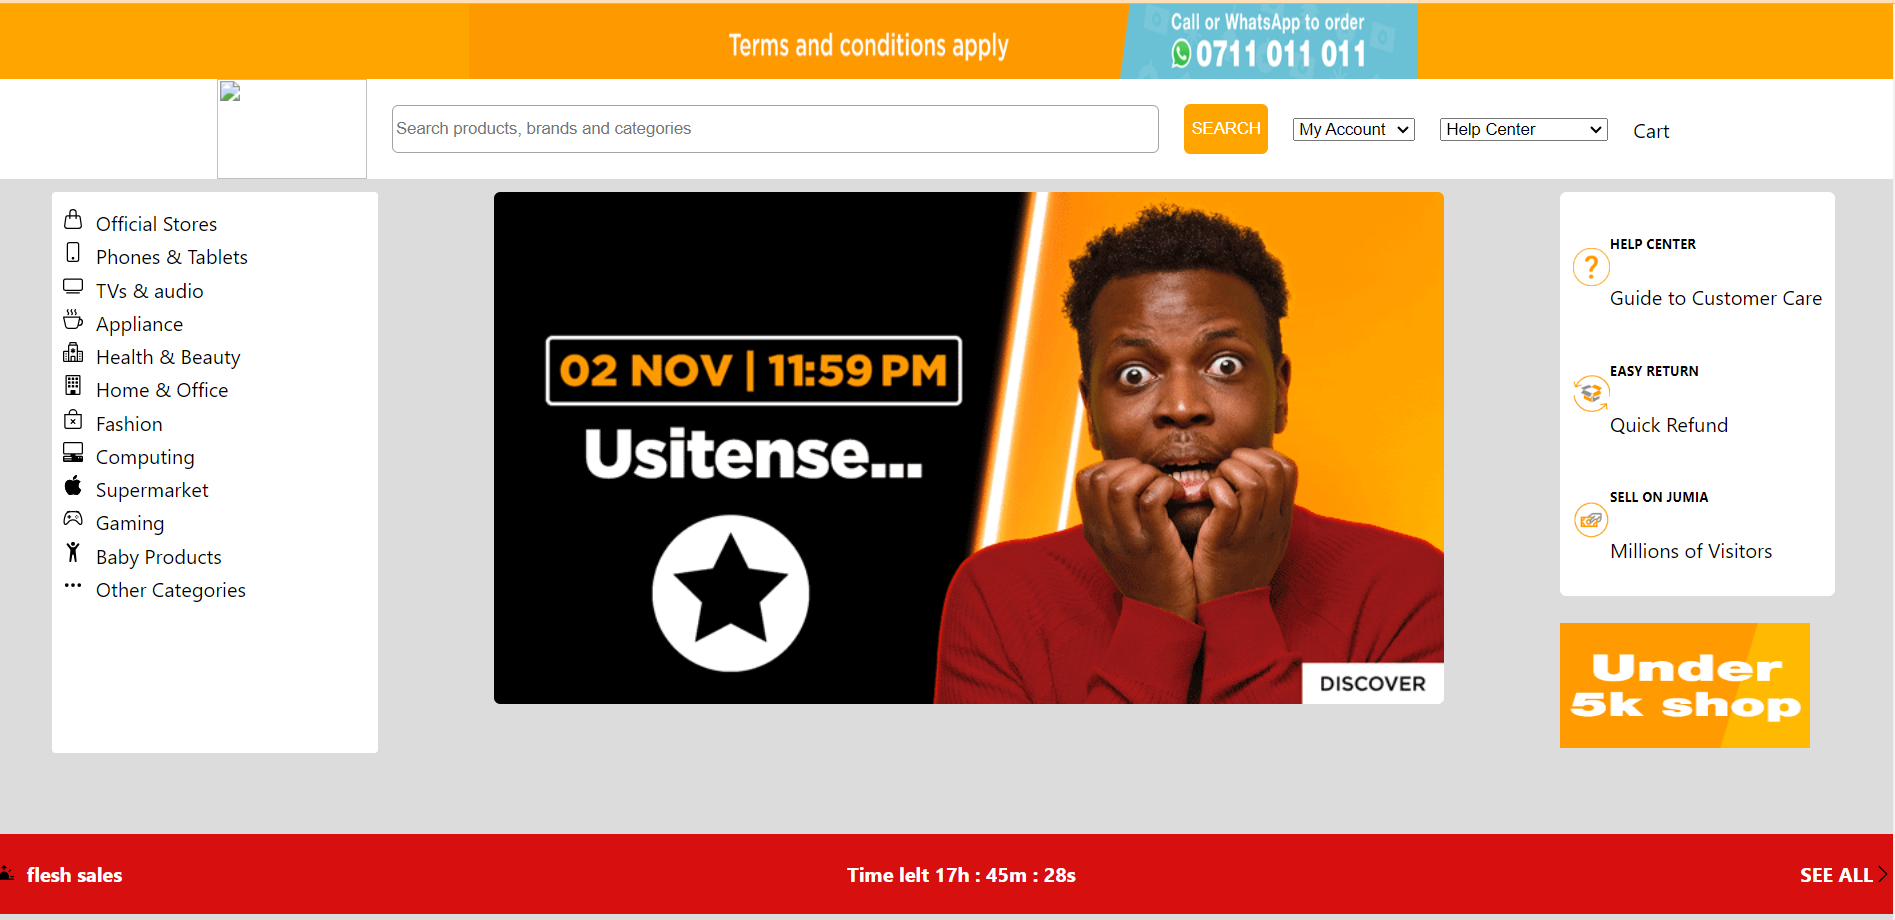 Terms and conditions apply
Call or WhatsApp to order
0711 011 011
Search products, brands and categories
SEARCH
My Account
Help Center
Cart
Official Stores
Phones & Tablets
TVs & audio
Appliance
Health & Beauty
Home & Office
Fashion
Computing
Supermarket
Gaming
Baby Products
Other Categories
02 NOV | 11:59 PM
Usitense...
DISCOVER
HELP CENTER
Guide to Customer Care
EASY RETURN
Quick Refund
SELL ON JUMIA
Millions of Visitors
Under
5k shop
flesh sales
Time lelt 17h : 45m : 28s
SEE ALL